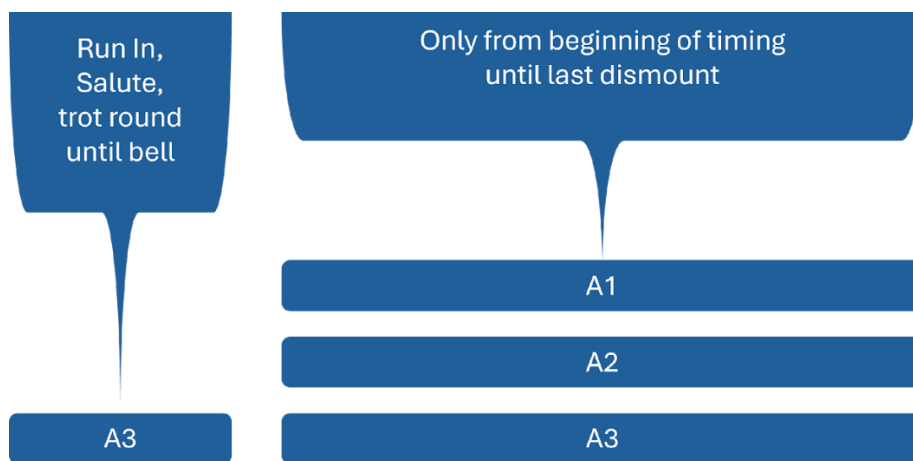 Run In,
Salute,
trot round
until bell
Only from beginning of timing
until last dismount
A1
A2
A3
A3